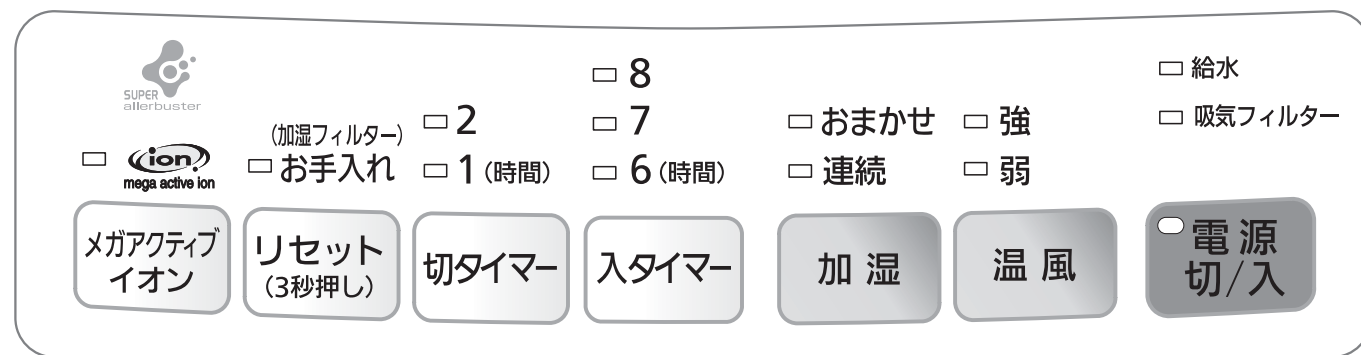 SUPER
allerbuster
ion
mega active ion
メガアクティブ
イオン
(加湿フィルター)
お手入れ
リセット
(3秒押し)
2
1(時間)
切タイマー
8
7
6(時間)
入タイマー
おまかせ
連続
加湿
強
弱
温風
給水
吸気フィルター
電源
切/入